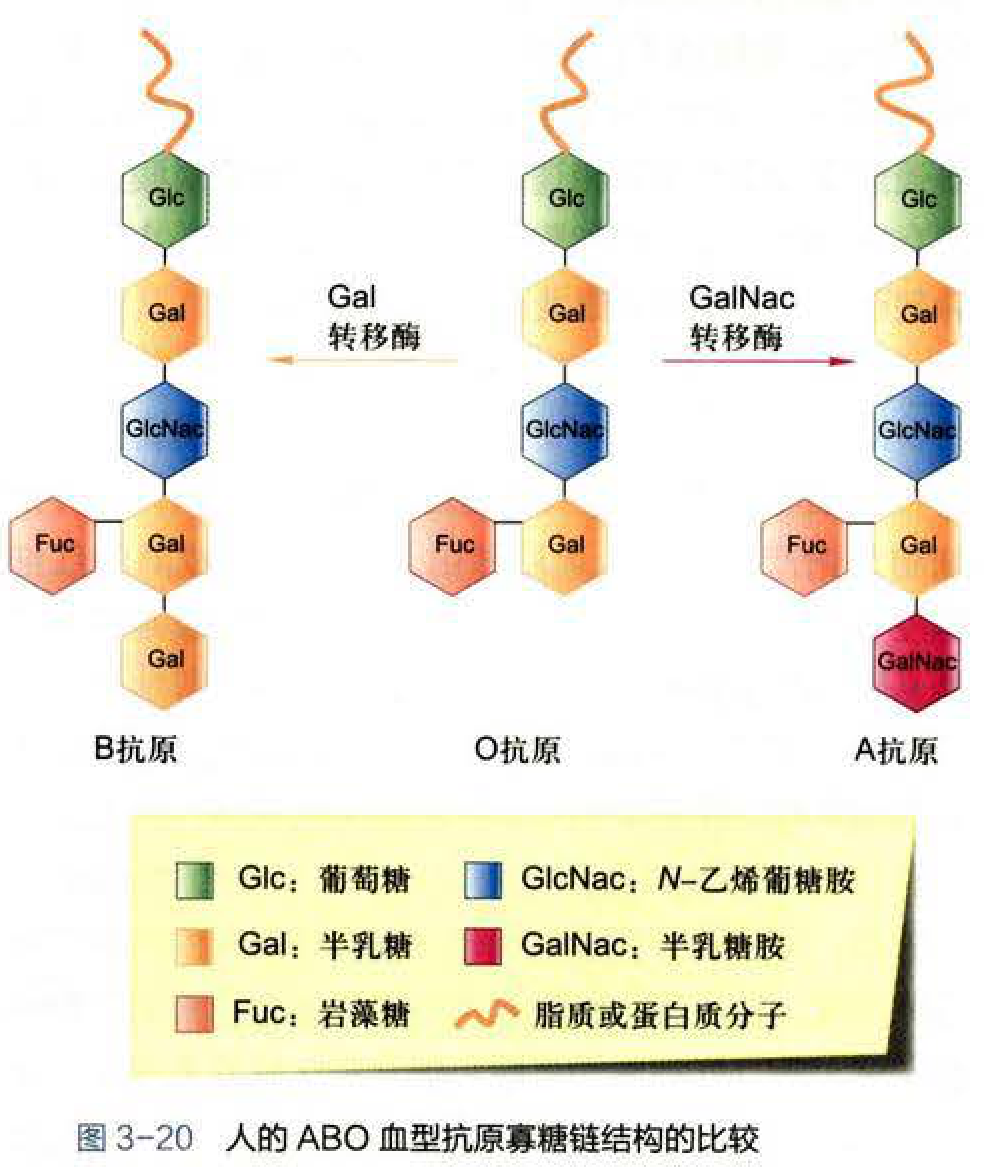 Glc Glc Glc
Gal Gal Gal
Gal
转移酶
GalNac
转移酶
GlcNac GlcNac GlcNac
Fuc Gal Fuc Gal Fuc Gal
Gal GalNac
B抗原 O抗原 A抗原
Glc：葡萄糖 GlcNac：N-乙烯葡糖胺
Gal：半乳糖 GalNac：半乳糖胺
Fuc：岩藻糖 脂质或蛋白质分子
图 3-20 人的 ABO 血型抗原寡糖链结构的比较